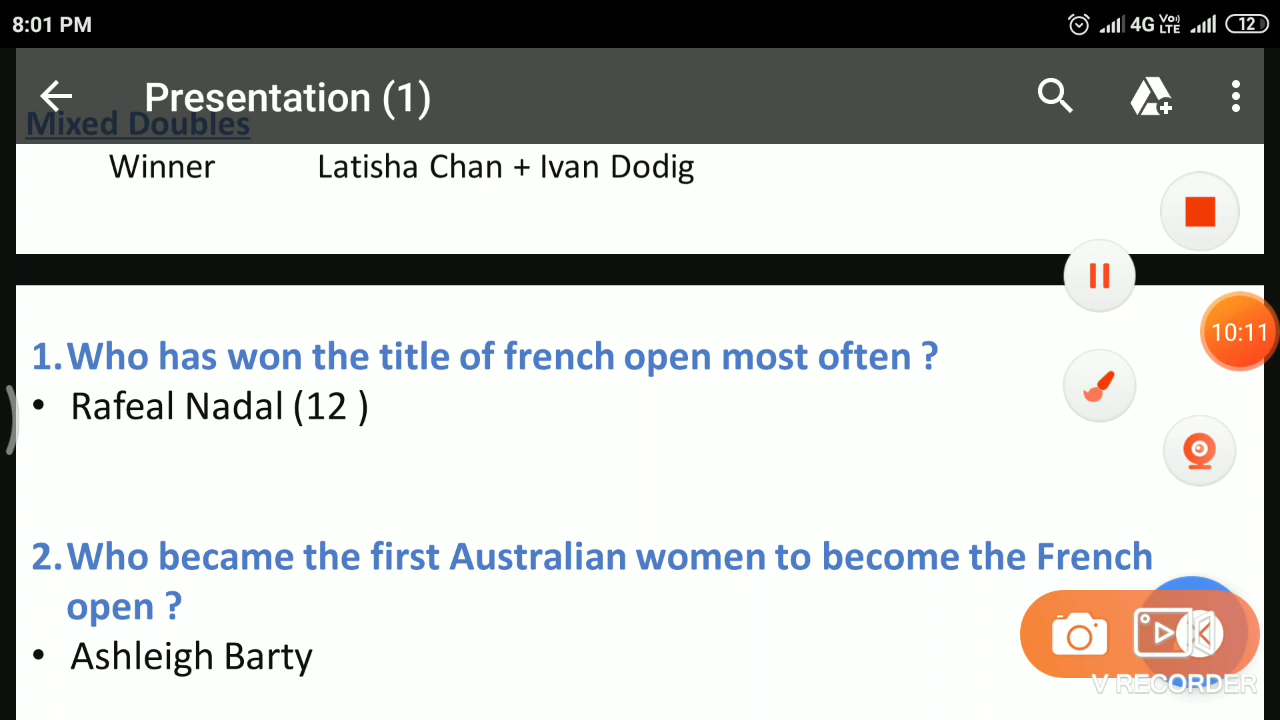 8:01 PM
4G Vo) LTE 12
Presentation (1)
Mixed Doubles
Winner Latisha Chan + Ivan Dodig
10:11
1. Who has won the title of french open most often ?
• Rafeal Nadal (12 )
2. Who became the first Australian women to become the French
open ?
• Ashleigh Barty
V RECORDER